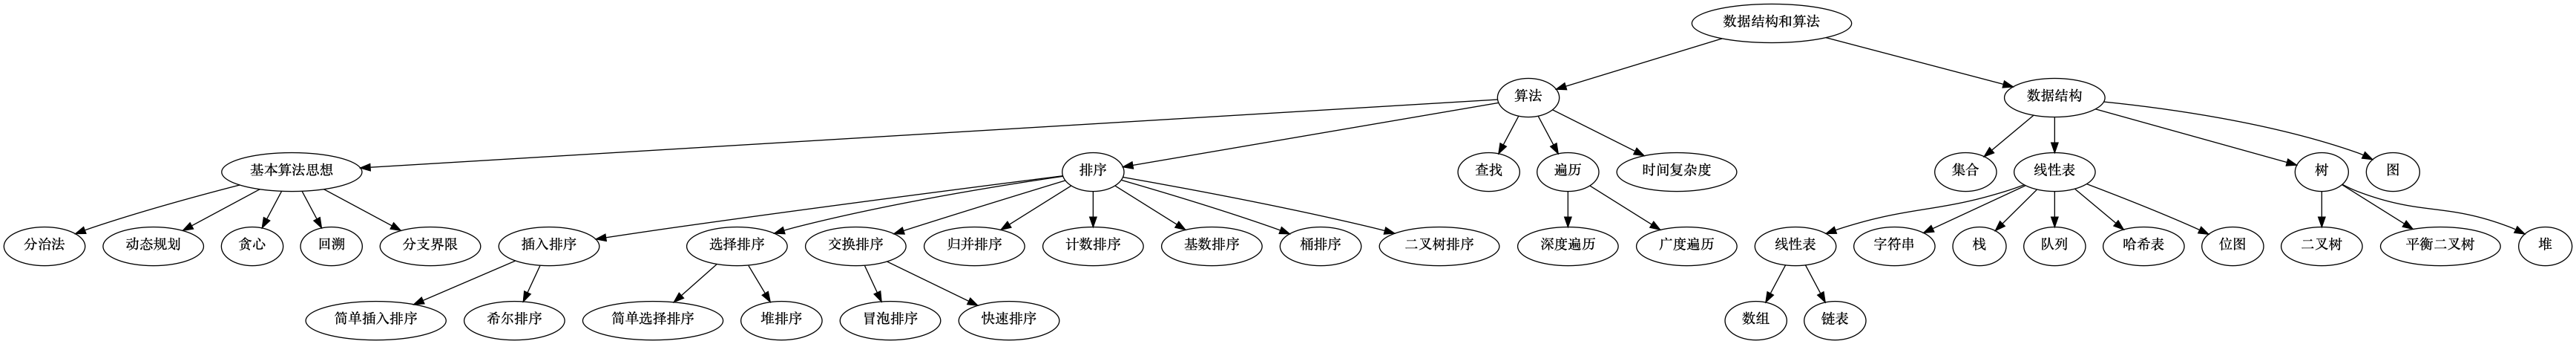 数据结构和算法
算法
数据结构
基本算法思想
排序
查找
遍历
时间复杂度
集合
线性表
树
图
分治法
动态规划
贪心
回溯
分支界限
插入排序
选择排序
交换排序
归并排序
计数排序
基数排序
桶排序
二叉树排序
深度遍历
广度遍历
线性表
字符串
栈
队列
哈希表
位图
二叉树
平衡二叉树
堆
简单插入排序
希尔排序
简单选择排序
堆排序
冒泡排序
快速排序
数组
链表